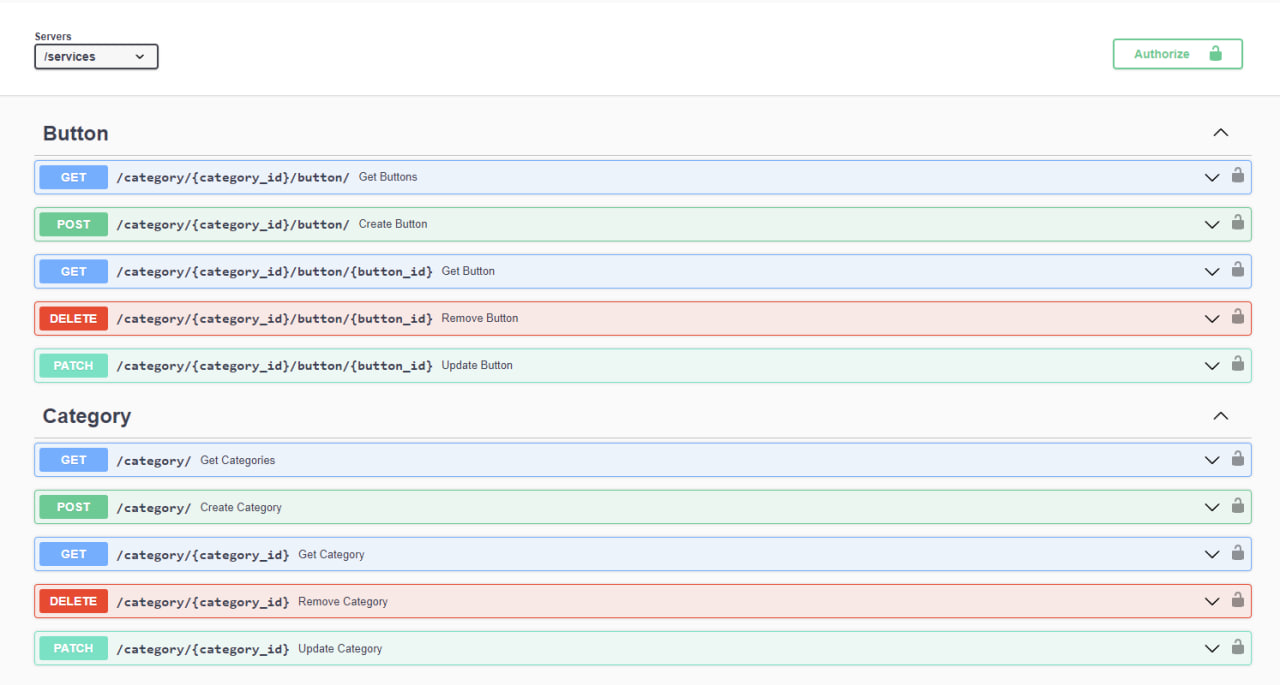 Servers
/services
Authorize
Button
GET /category/{category_id}/button/ Get Buttons
POST /category/{category_id}/button/ Create Button
GET /category/{category_id}/button/{button_id} Get Button
DELETE /category/{category_id}/button/{button_id} Remove Button
PATCH /category/{category_id}/button/{button_id} Update Button
Category
GET /category/ Get Categories
POST /category/ Create Category
GET /category/{category_id} Get Category
DELETE /category/{category_id} Remove Category
PATCH /category/{category_id} Update Category